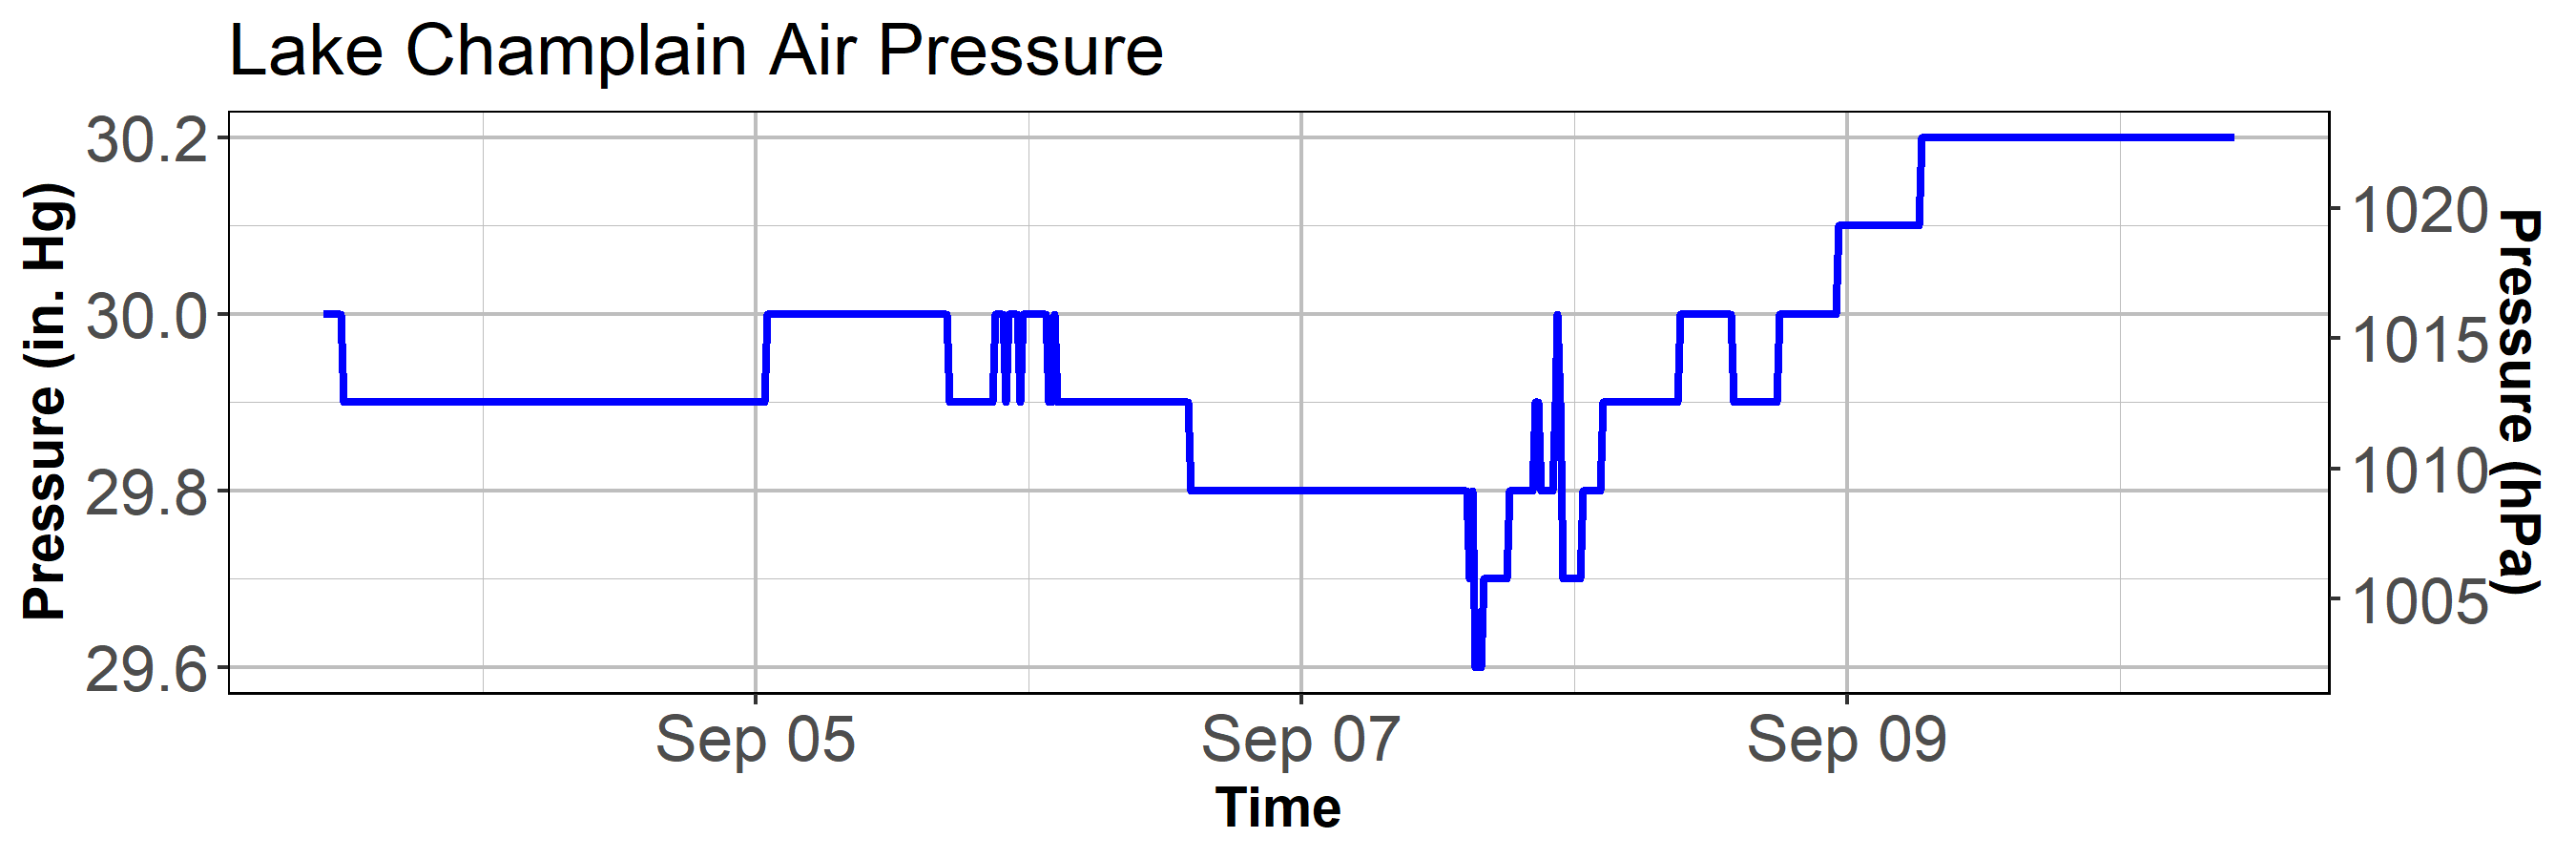 Lake Champlain Air Pressure
Pressure (in. Hg)
30.2
30.0
29.8
29.6
1020
1015
1010
1005
Pressure (hPa)
Sep 05 Sep 07 Sep 09
Time